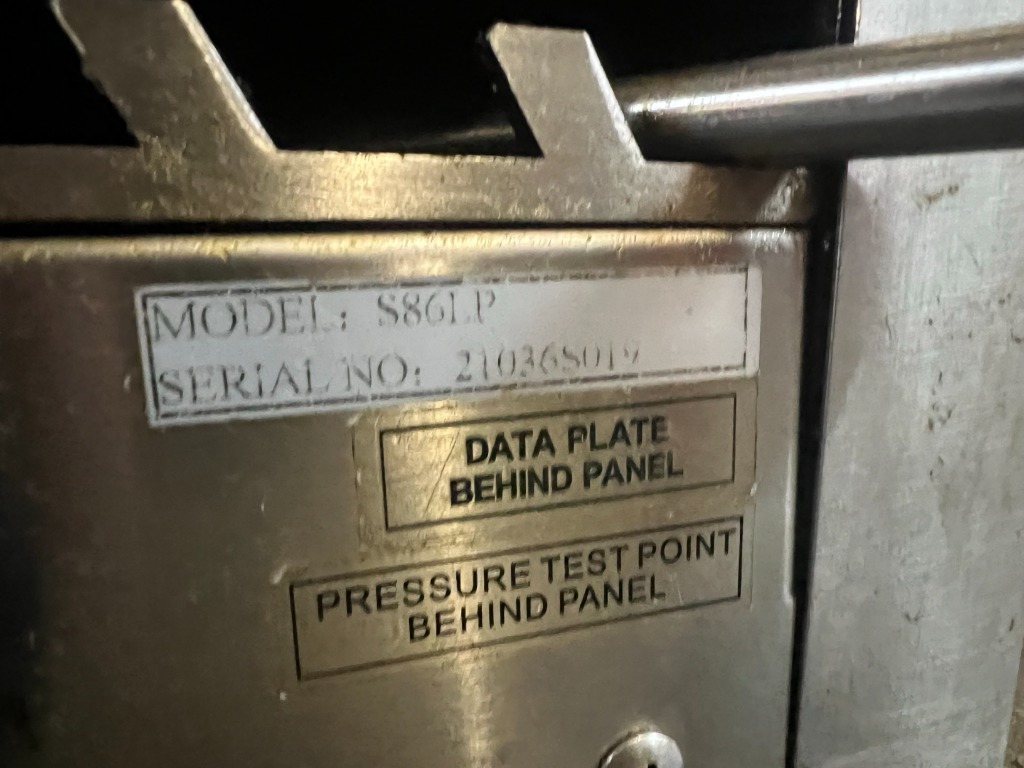 MODEL: S86LP
SERIAL NO: 21036S019
DATA PLATE
BEHIND PANEL
PRESSURE TEST POINT
BEHIND PANEL